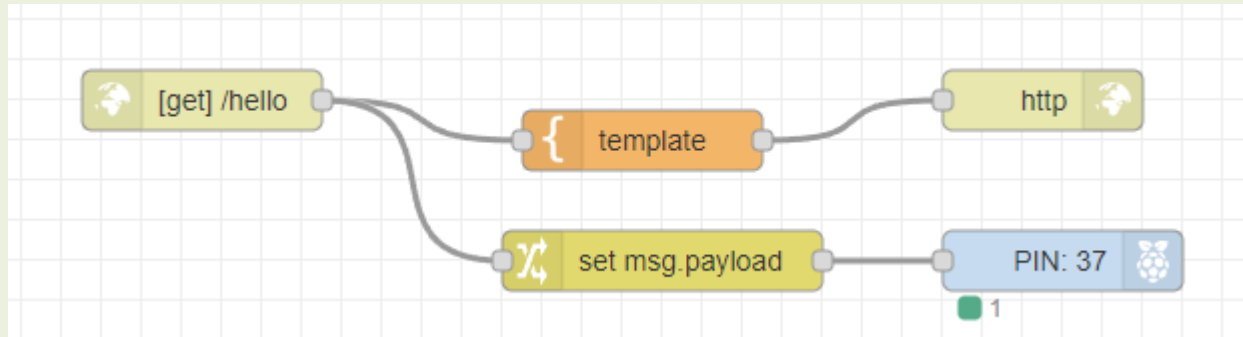 [get] /hello
http
template
set msg.payload
PIN: 37
1